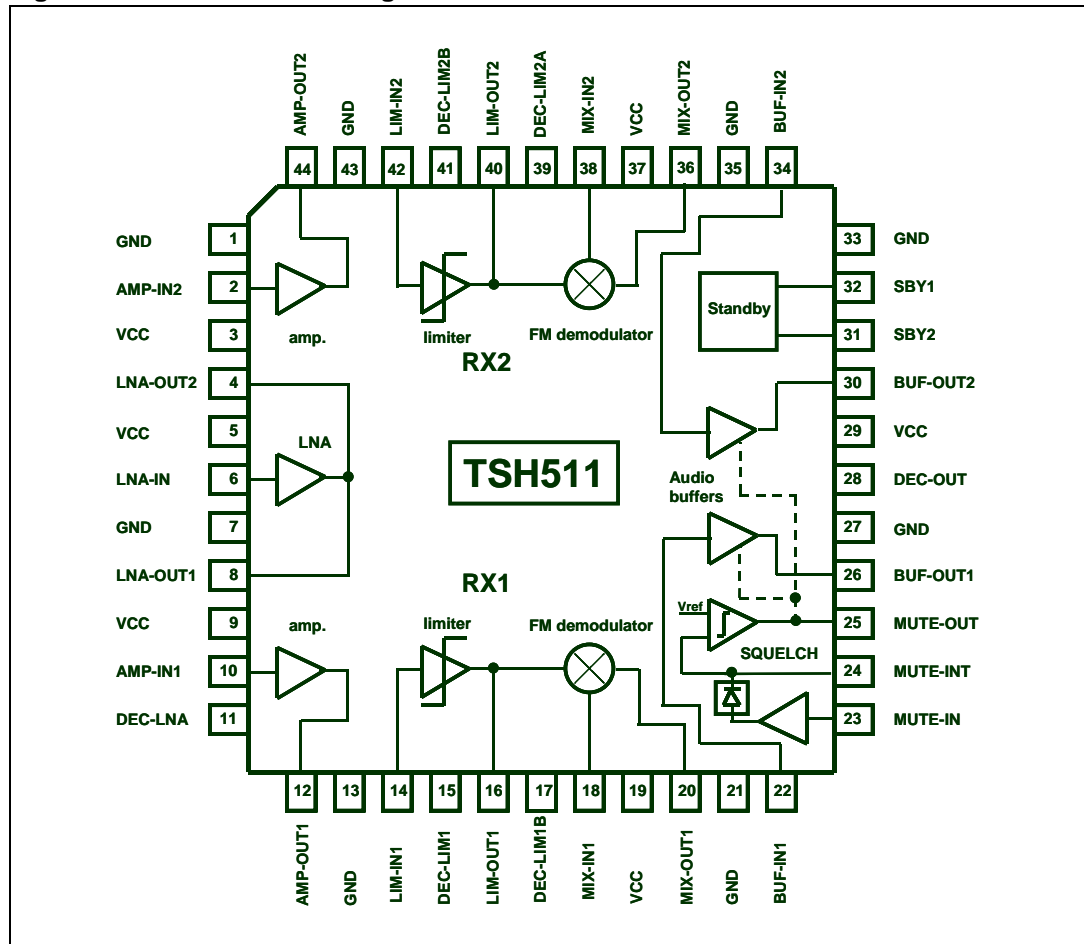 AMP-OUT2
GND
LIM-IN2
DEC-LIM2B
LIM-OUT2
DEC-LIM2A
MIX-IN2
VCC
MIX-OUT2
GND
BUF-IN2
44 43 42 41 40 39 38 37 36 35 34
GND 1
AMP-IN2 2
VCC 3
LNA-OUT2 4
VCC 5
LNA-IN 6
GND 7
LNA-OUT1 8
VCC 9
AMP-IN1 10
DEC-LNA 11
amp.
limiter
FM demodulator
RX2
LNA
TSH511
RX1
amp.
limiter
FM demodulator
Standby
Audio
buffers
Vref
SQUELCH
33 GND
32 SBY1
31 SBY2
30 BUF-OUT2
29 VCC
28 DEC-OUT
27 GND
26 BUF-OUT1
25 MUTE-OUT
24 MUTE-INT
23 MUTE-IN
12 13 14 15 16 17 18 19 20 21 22
AMP-OUT1
GND
LIM-IN1
DEC-LIM1
LIM-OUT1
DEC-LIM1B
MIX-IN1
VCC
MIX-OUT1
GND
BUF-IN1